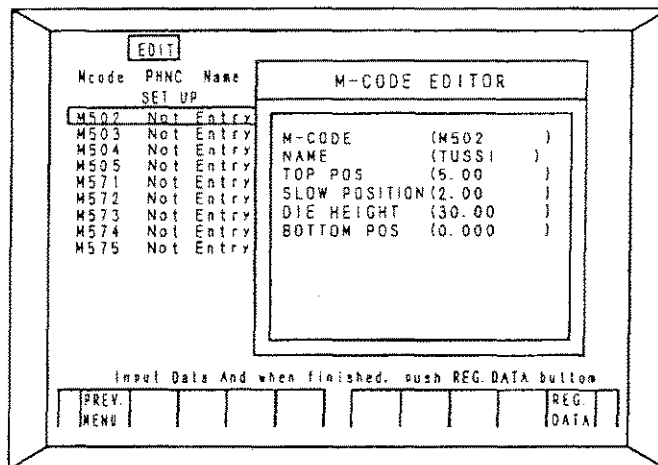 EDIT
Mcode PHNC Name
SET UP
M502 Not Entry
M503 Not Entry
M504 Not Entry
M505 Not Entry
M571 Not Entry
M572 Not Entry
M573 Not Entry
M574 Not Entry
M575 Not Entry
M-CODE EDITOR
M-CODE (M502 )
NAME (TUSSI )
TOP POS (5.00 )
SLOW POSITION(2.00 )
DIE HEIGHT (30.00 )
BOTTOM POS (0.000 )
Input Data And when finished, push REG.DATA buttom
PREV. MENU
REG. DATA